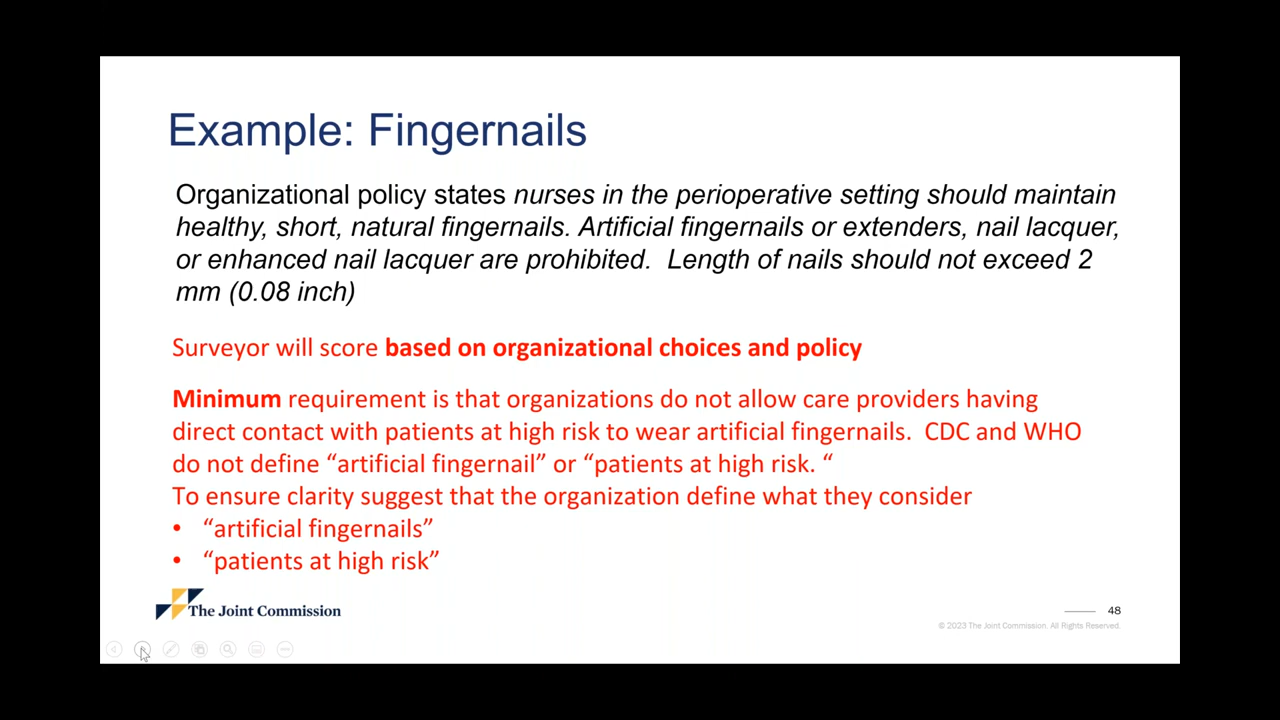 Example: Fingernails
Organizational policy states nurses in the perioperative setting should maintain
healthy, short, natural fingernails. Artificial fingernails or extenders, nail lacquer,
or enhanced nail lacquer are prohibited.  Length of nails should not exceed 2
mm (0.08 inch)
Surveyor will score based on organizational choices and policy
Minimum requirement is that organizations do not allow care providers having
direct contact with patients at high risk to wear artificial fingernails.  CDC and WHO
do not define “artificial fingernail” or “patients at high risk. “
To ensure clarity suggest that the organization define what they consider
• “artificial fingernails”
• “patients at high risk”
The Joint Commission
48
© 2023 The Joint Commission. All Rights Reserved.